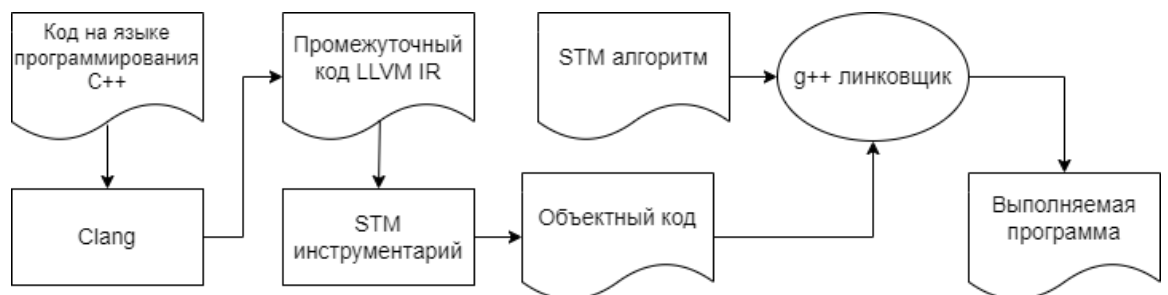 Код на языке
программирования
C++
Промежуточный
код LLVM IR
STM алгоритм
g++ линковщик
Clang
STM
инструментарий
Объектный код
Выполняемая
программа